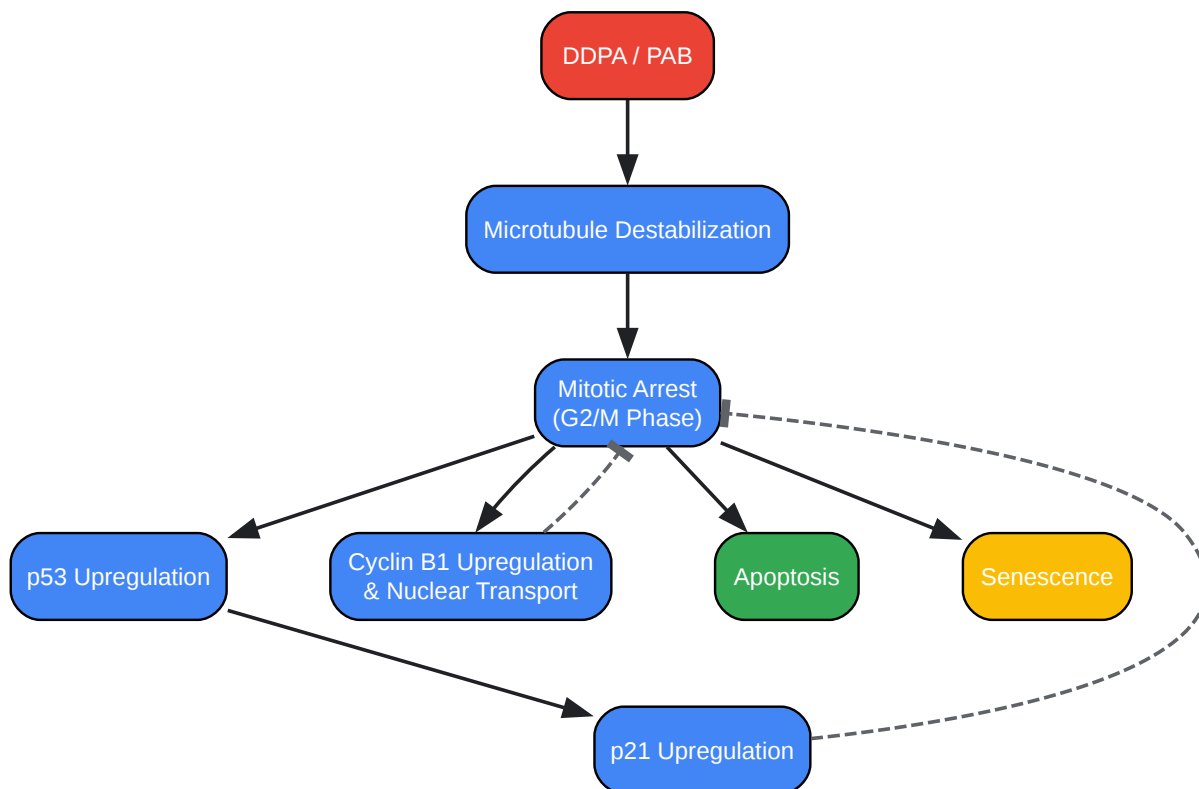 DDPA / PAB
Microtubule Destabilization
Mitotic Arrest
(G2/M Phase)
p53 Upregulation
Cyclin B1 Upregulation
& Nuclear Transport
Apoptosis
Senescence
p21 Upregulation